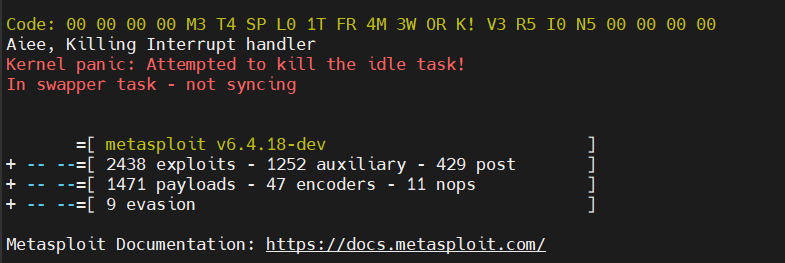 Code: 00 00 00 00 M3 T4 SP L0 1T FR 4M 3W OR K! V3 R5 I0 N5 00 00 00 00
Aiee, Killing Interrupt handler
Kernel panic: Attempted to kill the idle task!
In swapper task - not syncing
=[ metasploit v6.4.18-dev ]
+ -- --=[ 2438 exploits - 1252 auxiliary - 429 post ]
+ -- --=[ 1471 payloads - 47 encoders - 11 nops ]
+ -- --=[ 9 evasion ]
Metasploit Documentation: https://docs.metasploit.com/